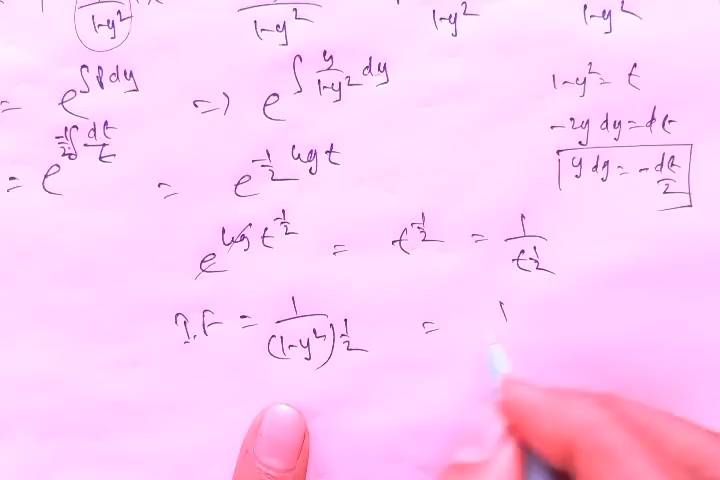 1-y² 1-y² 1-y² 1-y²
= e^∫P dy => e^∫ y/(1-y²) dy
1-y² = t
-2y dy = dt
y dy = -dt/2
= e^-1/2∫dt/t = e^-1/2 log t
e^log t^-1/2 = t^-1/2 = 1/t^1/2
I.F = 1/(1-y²)^1/2 = 1